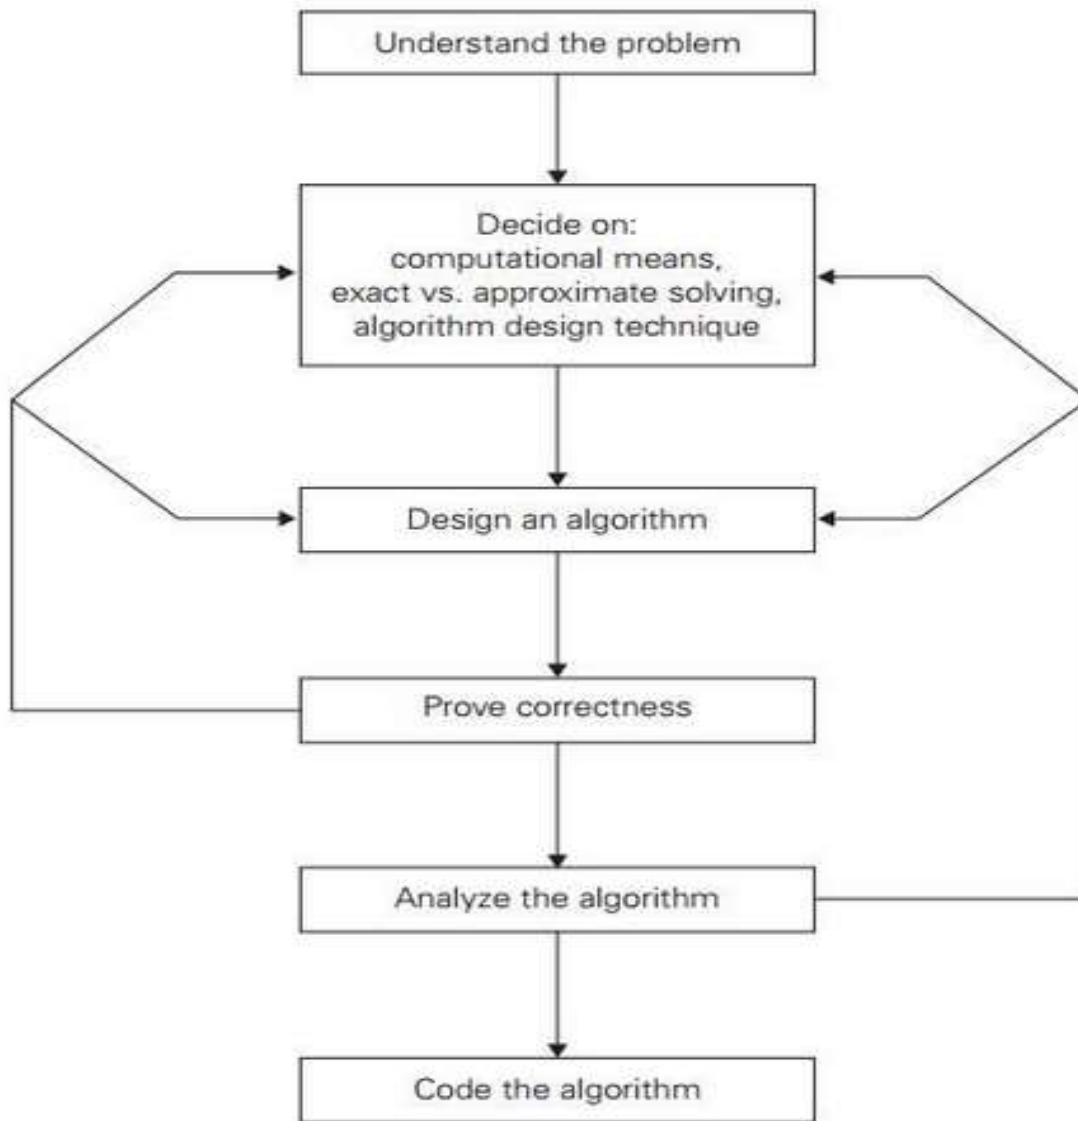 Understand the problem
Decide on:
computational means,
exact vs. approximate solving,
algorithm design technique
Design an algorithm
Prove correctness
Analyze the algorithm
Code the algorithm